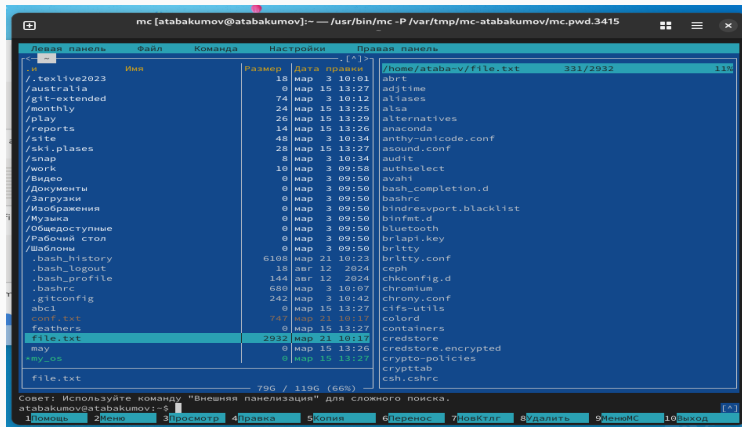 mc [atabakumov@atabakumov]:~ — /usr/bin/mc -P /var/tmp/mc-atabakumov/mc.pwd.3415
Левая панель Файл Команда Настройки Правая панель
<- ~ .[^]>
.и Имя Размер Дата правки
/.texlive2023 18 мар 3 10:01
/australia 0 мар 15 13:27
/git-extended 74 мар 3 10:12
/monthly 24 мар 15 13:25
/play 26 мар 15 13:29
/reports 14 мар 15 13:26
/site 48 мар 3 10:34
/ski.plases 28 мар 15 13:27
/snap 8 мар 3 10:34
/work 10 мар 3 09:58
/Видео 0 мар 3 09:50
/Документы 0 мар 3 09:50
/Загрузки 0 мар 3 09:50
/Изображения 0 мар 3 09:50
/Музыка 0 мар 3 09:50
/Общедоступные 0 мар 3 09:50
/Рабочий стол 0 мар 3 09:50
/Шаблоны 0 мар 3 09:50
.bash_history 6108 мар 21 10:23
.bash_logout 18 авг 12 2024
.bash_profile 144 авг 12 2024
.bashrc 680 мар 3 10:07
.gitconfig 242 мар 3 10:42
abc1 0 мар 15 13:27
conf.txt 747 мар 21 10:17
feathers 0 мар 15 13:27
file.txt 2932 мар 21 10:17
may 0 мар 15 13:26
*my_os 0 мар 15 13:27
file.txt
79G / 119G (66%)
/home/ataba-v/file.txt 331/2932 11%
abrt
adjtime
aliases
alsa
alternatives
anaconda
anthy-unicode.conf
asound.conf
audit
authselect
avahi
bash_completion.d
bashrc
bindresvport.blacklist
binfmt.d
bluetooth
brlapi.key
brltty
brltty.conf
ceph
chkconfig.d
chromium
chrony.conf
cifs-utils
colord
containers
credstore
credstore.encrypted
crypto-policies
crypttab
csh.cshrc
Совет: Используйте команду "Внешняя панелизация" для сложного поиска.
atabakumov@atabakumov:~$ [^]
1Помощь 2Меню 3Просмотр 4Правка 5Копия 6Перенос 7НовКтлг 8Удалить 9МенюМС 10Выход